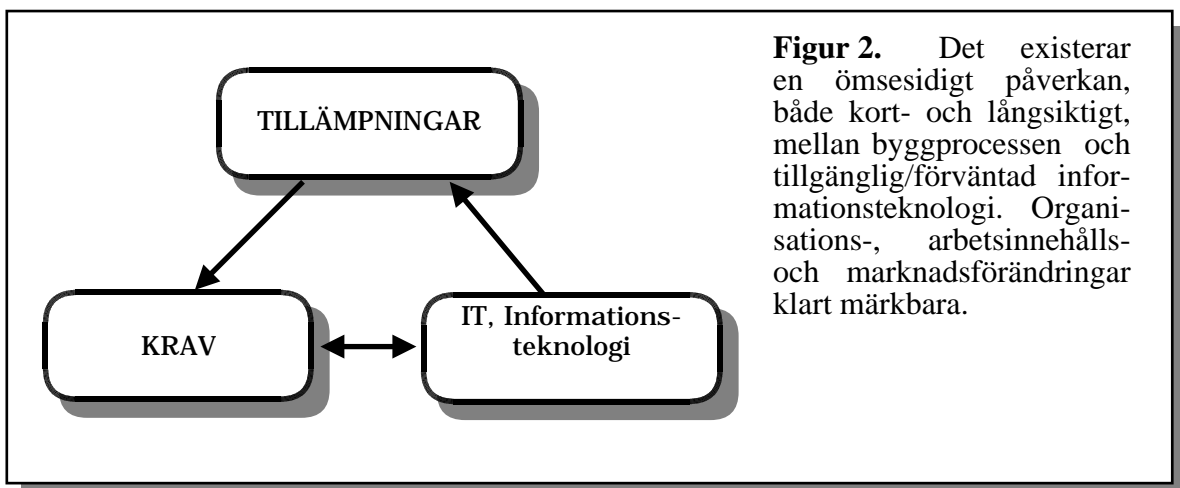 TILLÄMPNINGAR
KRAV
IT, Informations-
teknologi
Figur 2. Det existerar
en ömsesidigt påverkan,
både kort- och långsiktigt,
mellan byggprocessen och
tillgänglig/förväntad infor-
mationsteknologi. Organi-
sations-, arbetsinnehålls-
och marknadsförändringar
klart märkbara.